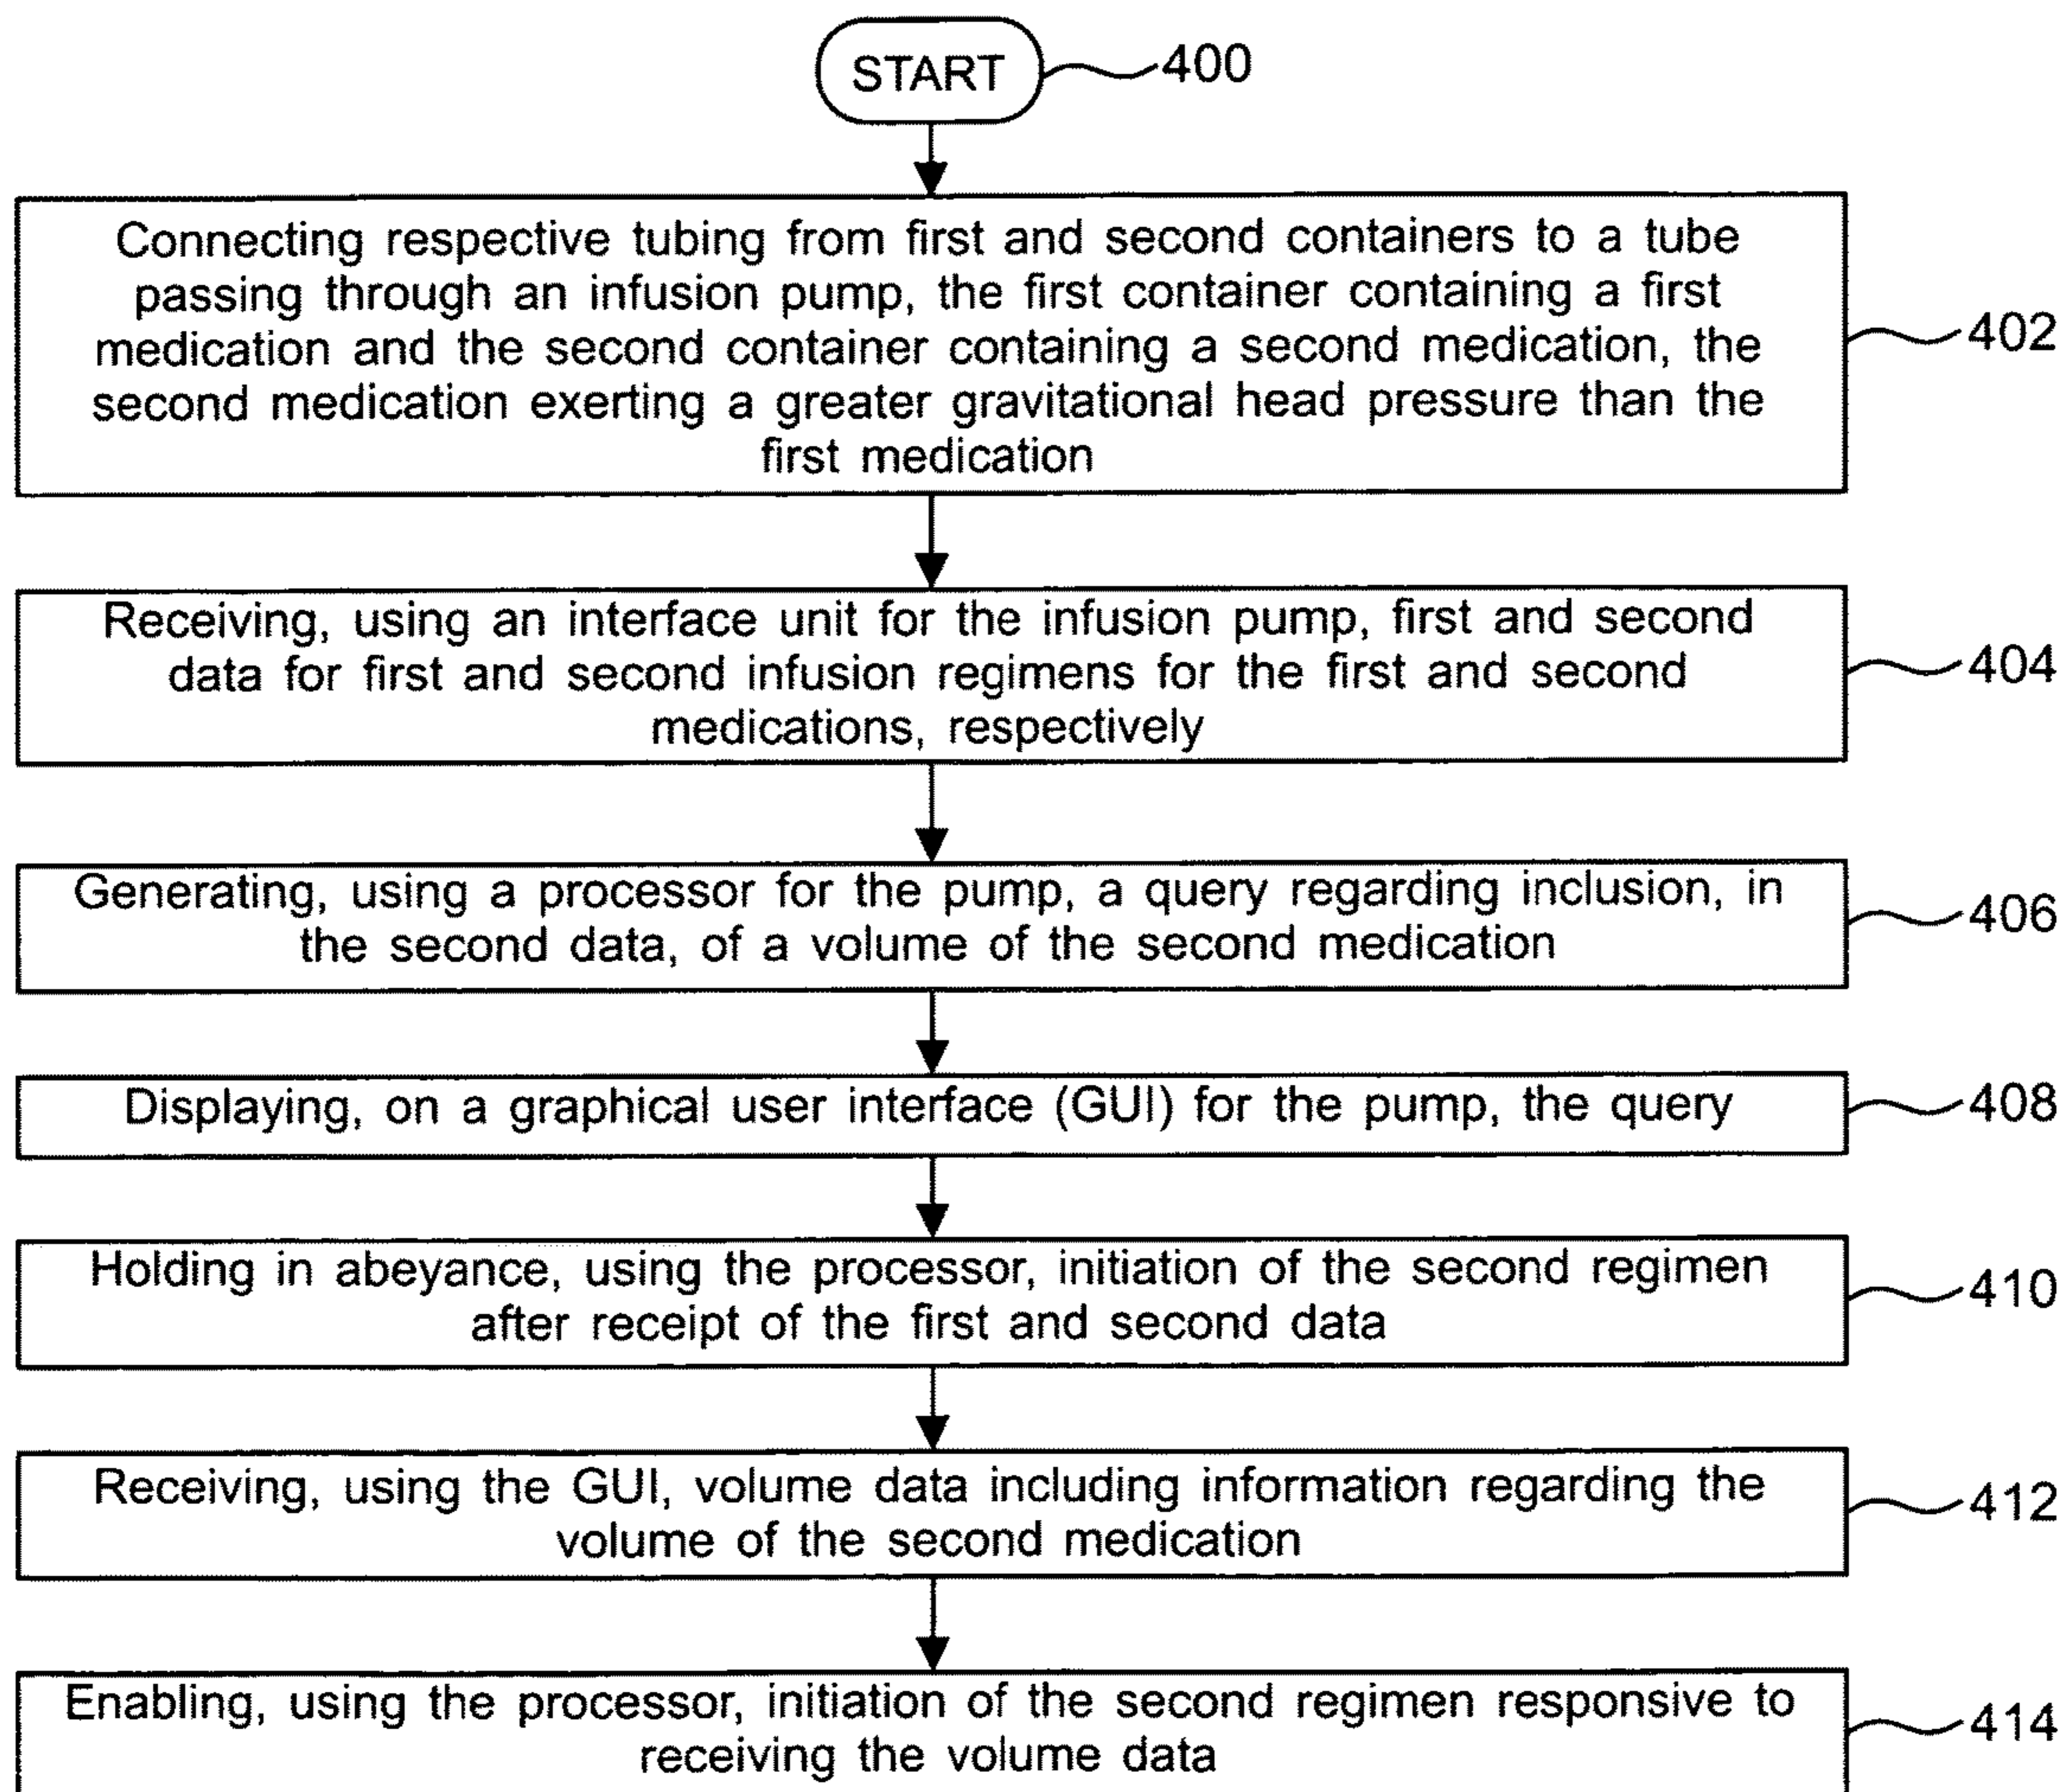 START
400
Connecting respective tubing from first and second containers to a tube
passing through an infusion pump, the first container containing a first
medication and the second container containing a second medication, the
second medication exerting a greater gravitational head pressure than the
first medication
402
Receiving, using an interface unit for the infusion pump, first and second
data for first and second infusion regimens for the first and second
medications, respectively
404
Generating, using a processor for the pump, a query regarding inclusion, in
the second data, of a volume of the second medication
406
Displaying, on a graphical user interface (GUI) for the pump, the query
408
Holding in abeyance, using the processor, initiation of the second regimen
after receipt of the first and second data
410
Receiving, using the GUI, volume data including information regarding the
volume of the second medication
412
Enabling, using the processor, initiation of the second regimen responsive to
receiving the volume data
414